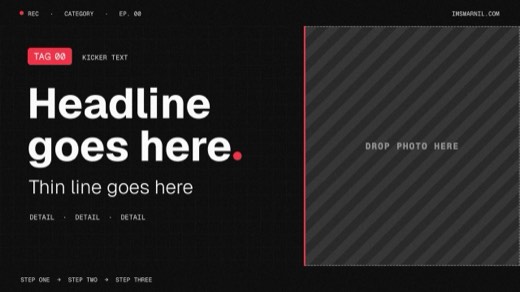 REC · CATEGORY · EP. 00
IMSWARNIL.COM
TAG 00 KICKER TEXT
Headline
goes here.
Thin line goes here
DETAIL · DETAIL · DETAIL
DROP PHOTO HERE
STEP ONE → STEP TWO → STEP THREE